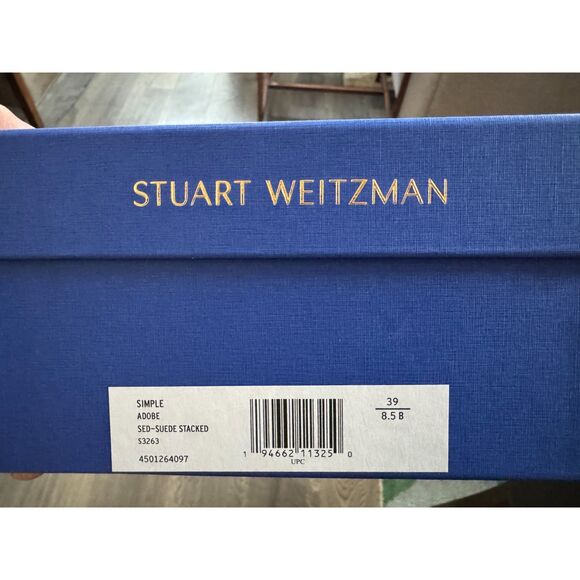 STUART WEITZMAN
SIMPLE
ADOBE
SED-SUEDE STACKED
S3263
4501264097
1 94662 11325 0
UPC
39
8.5 B